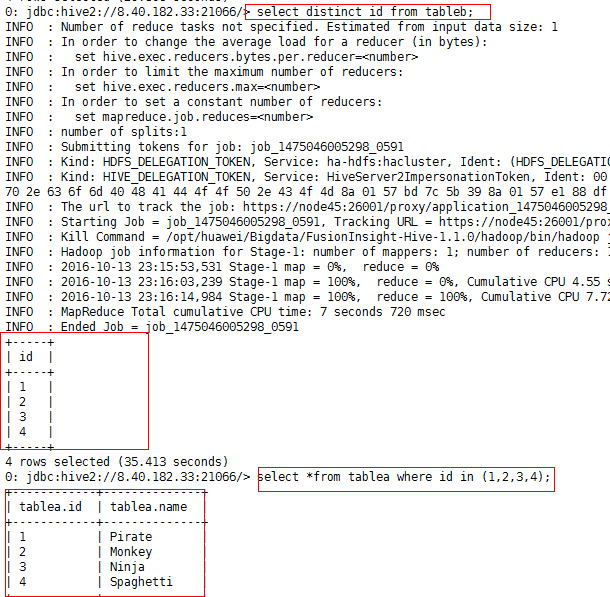 0: jdbc:hive2://8.40.182.33:21066/> select distinct id from tableb;
INFO  : Number of reduce tasks not specified. Estimated from input data size: 1
INFO  : In order to change the average load for a reducer (in bytes):
INFO  :   set hive.exec.reducers.bytes.per.reducer=<number>
INFO  : In order to limit the maximum number of reducers:
INFO  :   set hive.exec.reducers.max=<number>
INFO  : In order to set a constant number of reducers:
INFO  :   set mapreduce.job.reduces=<number>
INFO  : number of splits:1
INFO  : Submitting tokens for job: job_1475046005298_0591
INFO  : Kind: HDFS_DELEGATION_TOKEN, Service: ha-hdfs:hacluster, Ident: (HDFS_DELEGATIO
INFO  : Kind: HIVE_DELEGATION_TOKEN, Service: HiveServer2ImpersonationToken, Ident: 00
70 2e 63 6f 6d 40 48 41 44 4f 4f 50 2e 43 4f 4d 8a 01 57 bd 7c 5b 39 8a 01 57 e1 88 df
INFO  : The url to track the job: https://node45:26001/proxy/application_1475046005298_
INFO  : Starting Job = job_1475046005298_0591, Tracking URL = https://node45:26001/prox
INFO  : Kill Command = /opt/huawei/Bigdata/FusionInsight-Hive-1.1.0/hadoop/bin/hadoop j
INFO  : Hadoop job information for Stage-1: number of mappers: 1; number of reducers: 1
INFO  : 2016-10-13 23:15:53,531 Stage-1 map = 0%,  reduce = 0%
INFO  : 2016-10-13 23:16:03,239 Stage-1 map = 100%,  reduce = 0%, Cumulative CPU 4.55 s
INFO  : 2016-10-13 23:16:14,984 Stage-1 map = 100%,  reduce = 100%, Cumulative CPU 7.72
INFO  : MapReduce Total cumulative CPU time: 7 seconds 720 msec
INFO  : Ended Job = job_1475046005298_0591
+-----+
| id  |
+-----+
| 1   |
| 2   |
| 3   |
| 4   |
+-----+
4 rows selected (35.413 seconds)
0: jdbc:hive2://8.40.182.33:21066/> select *from tablea where id in (1,2,3,4);
+------------+--------------+
| tablea.id  | tablea.name  |
+------------+--------------+
| 1          | Pirate
| 2          | Monkey
| 3          | Ninja
| 4          | Spaghetti